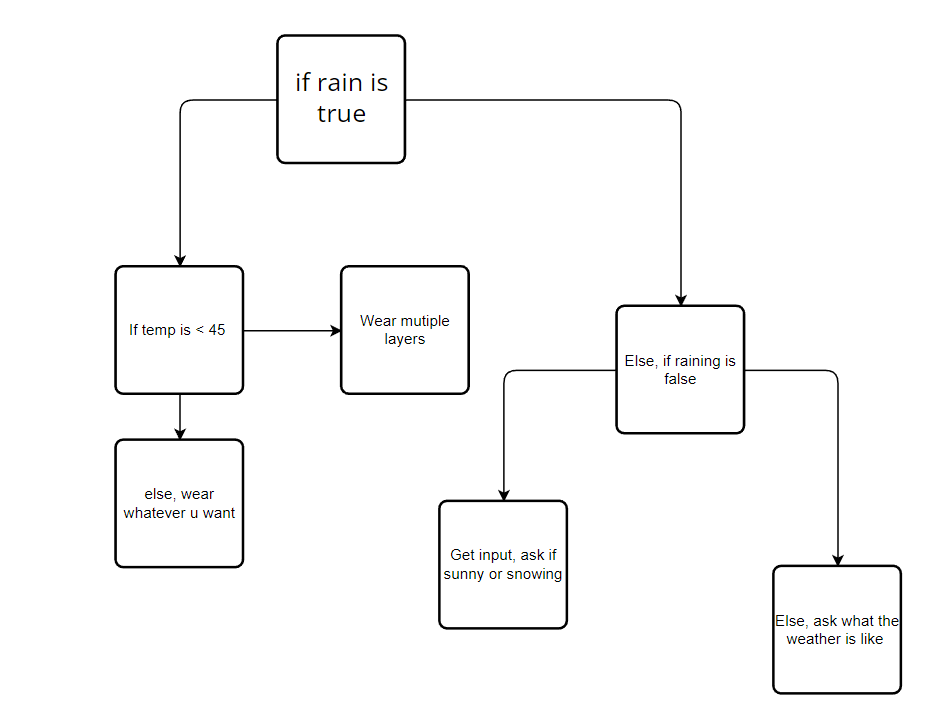 if rain is
true
If temp is < 45
Wear mutiple
layers
Else, if raining is
false
else, wear
whatever u want
Get input, ask if
sunny or snowing
Else, ask what the
weather is like